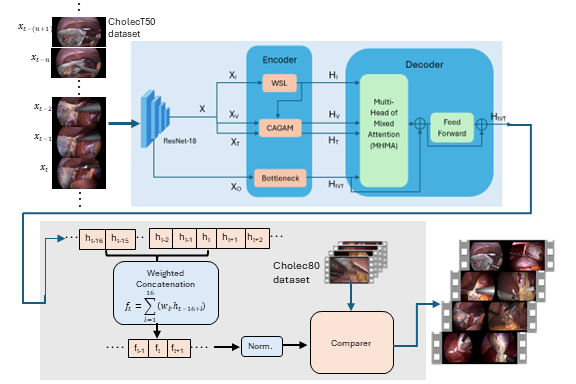 x_{t-(n+1)}
CholecT50
dataset
x_{t-n}
x_{t-2}
x_{t-1}
x_t
ResNet-18
X
X_I
X_V
X_T
X_O
Encoder
WSL
CAGAM
Bottleneck
H_I
H_V
H_T
H_{IVT}
Decoder
Multi-
Head of
Mixed
Attention
(MHMA)
Feed
Forward
H_{IVT}
h_{t-16} h_{t-15} h_{t-2} h_{t-1} h_t h_{t+1} h_{t+2}
Weighted
Concatenation
f_t = \sum_{i=1}^{16} (w_i. h_{t-16+i})
f_{t-1} f_t f_{t+1}
Norm.
Cholec80
dataset
Comparer